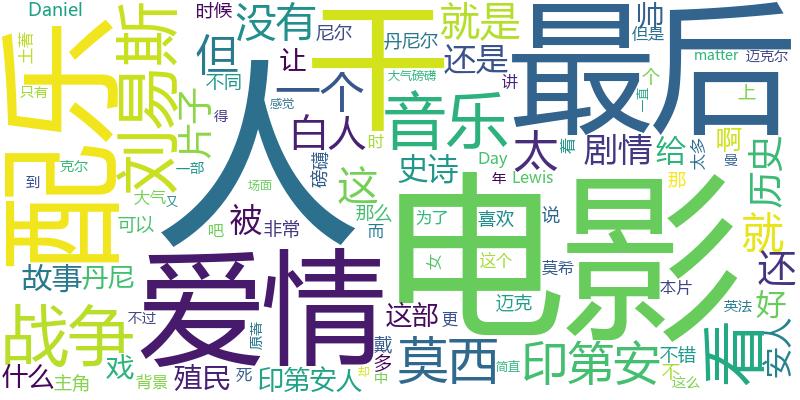 Daniel
时候
没有
就是
帅
但是
土著
尼尔
丹尼尔
matter
迈克尔
只有
配乐
刘易斯
片子
但
不同
让
干
大气磅礴
还是
讲
个
最后
上
一直
得
感觉
一个
音乐
克尔
人
白人
时
太
剧情
给
啊
太多
着
曼
到
大气
又
一部
场面
磅礴
这
史诗
Day
年
Lewis
那
历史
可以
吧
被
非常
那么
而
为了
喜欢
说
就
还
故事
丹尼
爱情
女
这个
莫希
电影
本片
英法
好
安人
战争
不过
原著
这部
更
迈克
看
什么
主角
戏
背景
殖民
死
印第安人
戴
多
中
却
莫西
简直
印第安
不错
不
这么